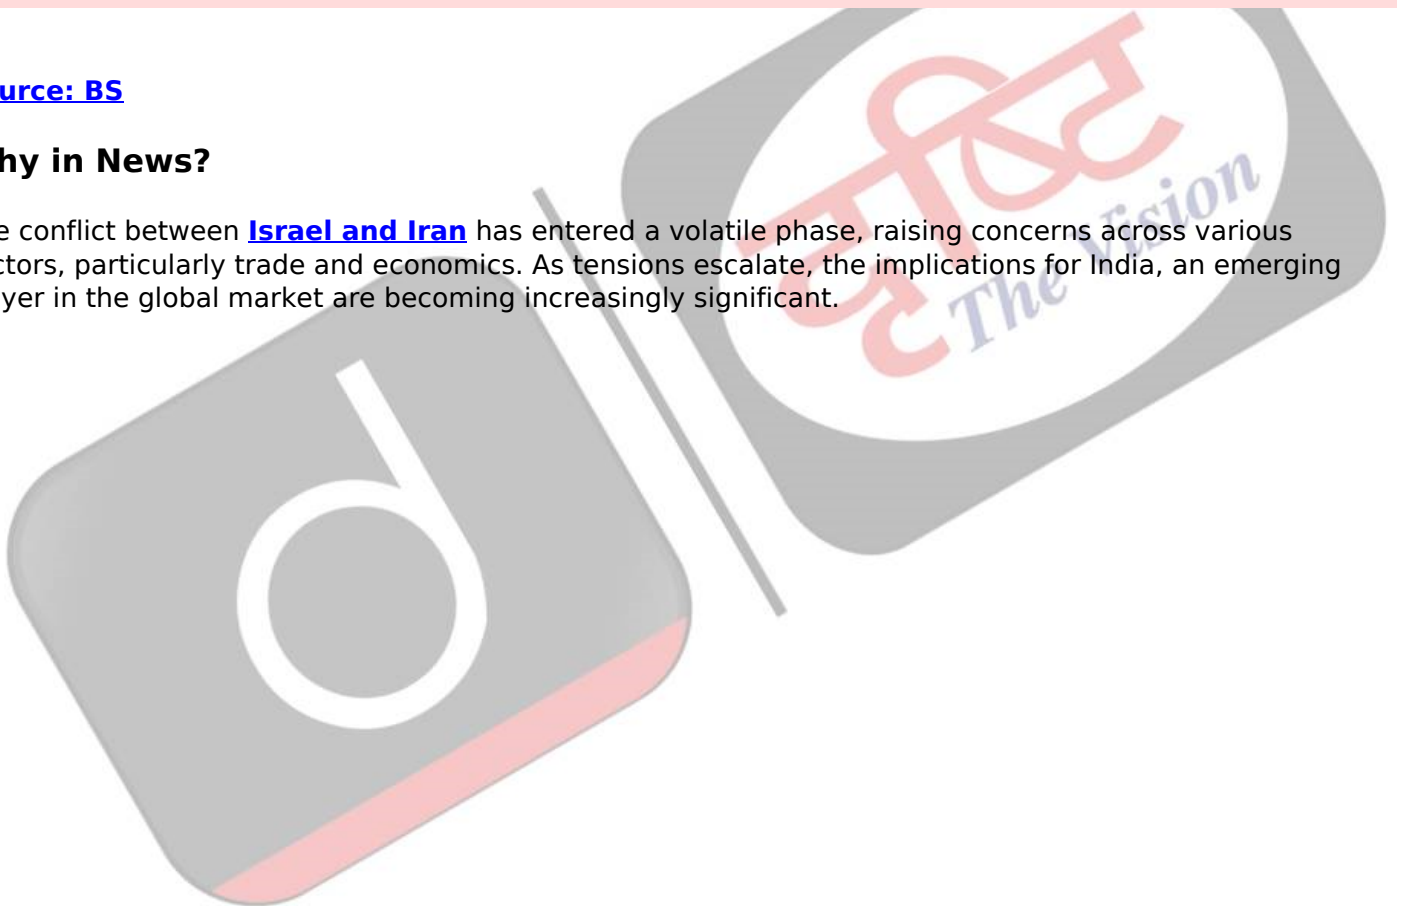 urce: BS
hy in News?
e conflict between Israel and Iran has entered a volatile phase, raising concerns across various
ctors, particularly trade and economics. As tensions escalate, the implications for India, an emerging
yer in the global market are becoming increasingly significant.
दृष्टि
The Vision
d